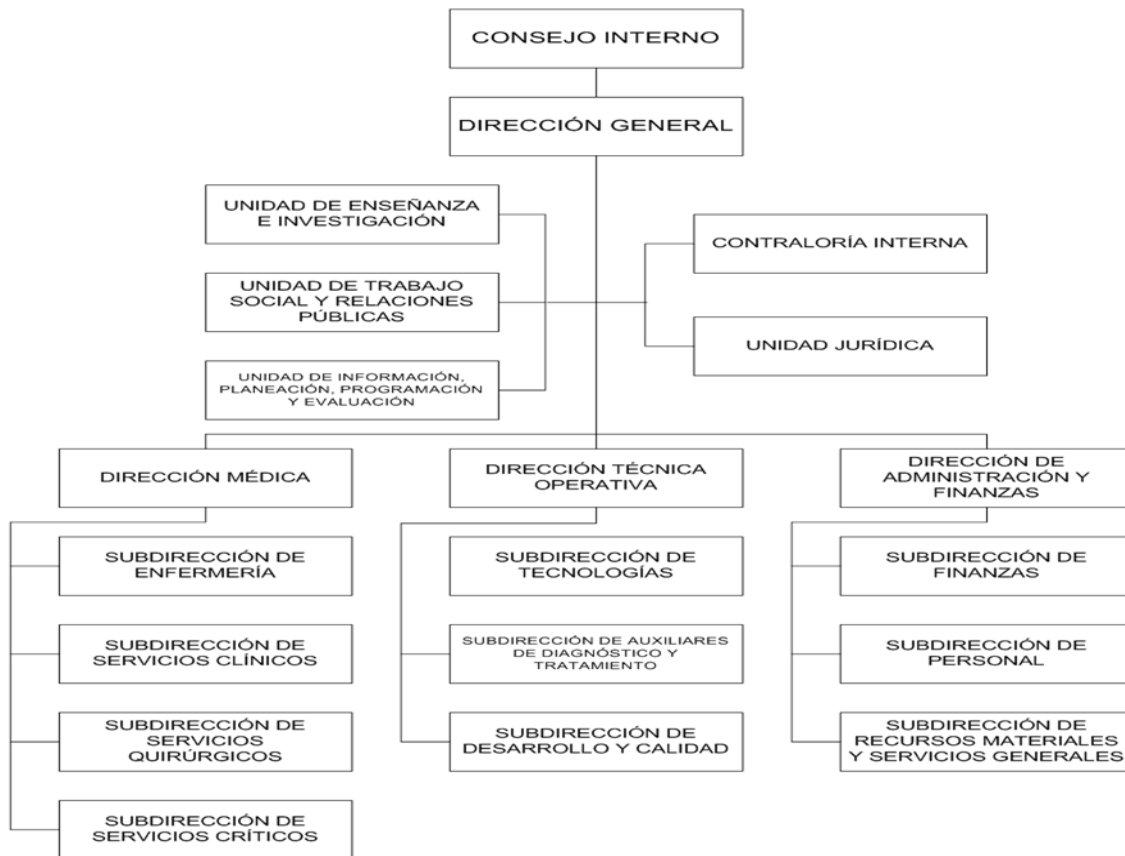 CONSEJO INTERNO
DIRECCIÓN GENERAL
UNIDAD DE ENSEÑANZA
E INVESTIGACIÓN
UNIDAD DE TRABAJO
SOCIAL Y RELACIONES
PÚBLICAS
UNIDAD DE INFORMACIÓN,
PLANEACIÓN, PROGRAMACIÓN
Y EVALUACIÓN
CONTRALORÍA INTERNA
UNIDAD JURÍDICA
DIRECCIÓN MÉDICA
SUBDIRECCIÓN DE
ENFERMERÍA
SUBDIRECCIÓN DE
SERVICIOS CLÍNICOS
SUBDIRECCIÓN DE
SERVICIOS
QUIRÚRGICOS
SUBDIRECCIÓN DE
SERVICIOS CRÍTICOS
DIRECCIÓN TÉCNICA
OPERATIVA
SUBDIRECCIÓN DE
TECNOLOGÍAS
SUBDIRECCIÓN DE AUXILIARES
DE DIAGNÓSTICO Y
TRATAMIENTO
SUBDIRECCIÓN DE
DESARROLLO Y CALIDAD
DIRECCIÓN DE
ADMINISTRACIÓN Y
FINANZAS
SUBDIRECCIÓN DE
FINANZAS
SUBDIRECCIÓN DE
PERSONAL
SUBDIRECCIÓN DE
RECURSOS MATERIALES
Y SERVICIOS GENERALES